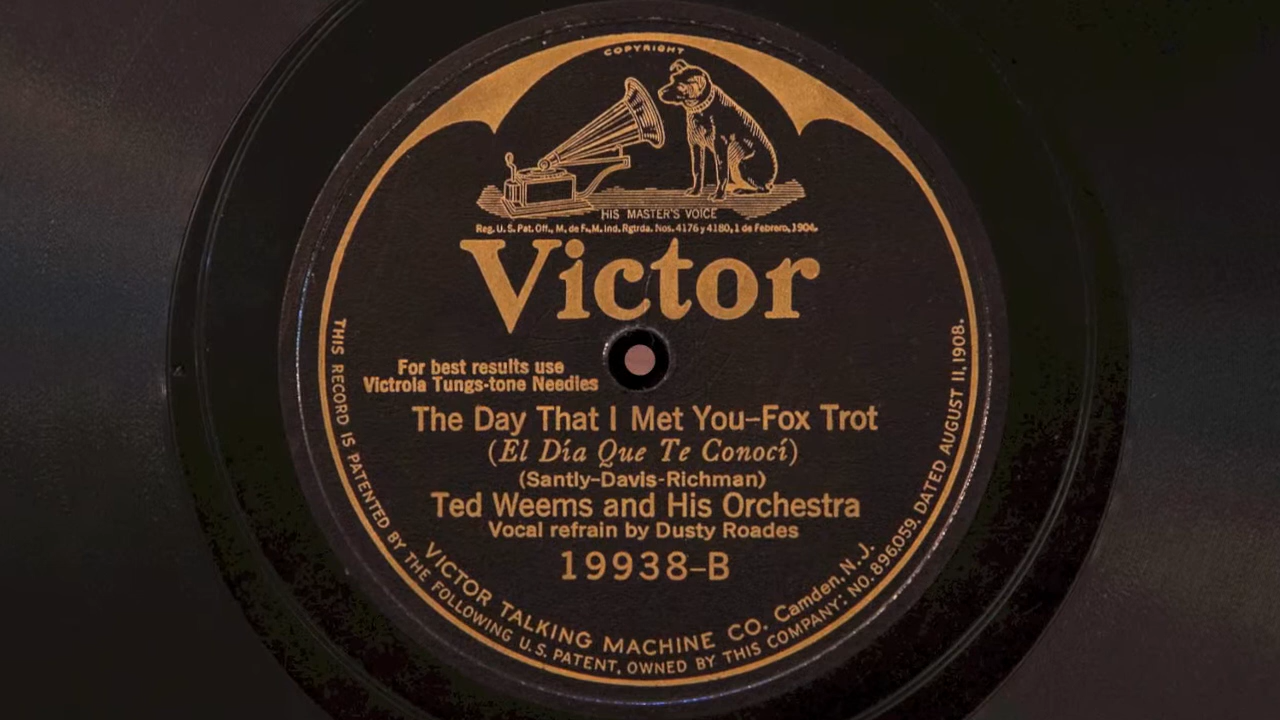 COPYRIGHT
HIS MASTER'S VOICE
Reg. U.S. Pat. Off., M. de F., M. Ind. Rgtrda. Nos. 4176 y 4180, 1 de Febrero, 1904.
Victor
For best results use
Victrola Tungs-tone Needles
The Day That I Met You–Fox Trot
(El Día Que Te Conocí)
(Santly–Davis-Richman)
Ted Weems and His Orchestra
Vocal refrain by Dusty Roades
19938–B
VICTOR TALKING MACHINE CO. Camden, N. J.
THIS RECORD IS PATENTED BY THE FOLLOWING U.S. PATENT, OWNED BY THIS COMPANY: NO. 896,059, DATED AUGUST 11, 1908.